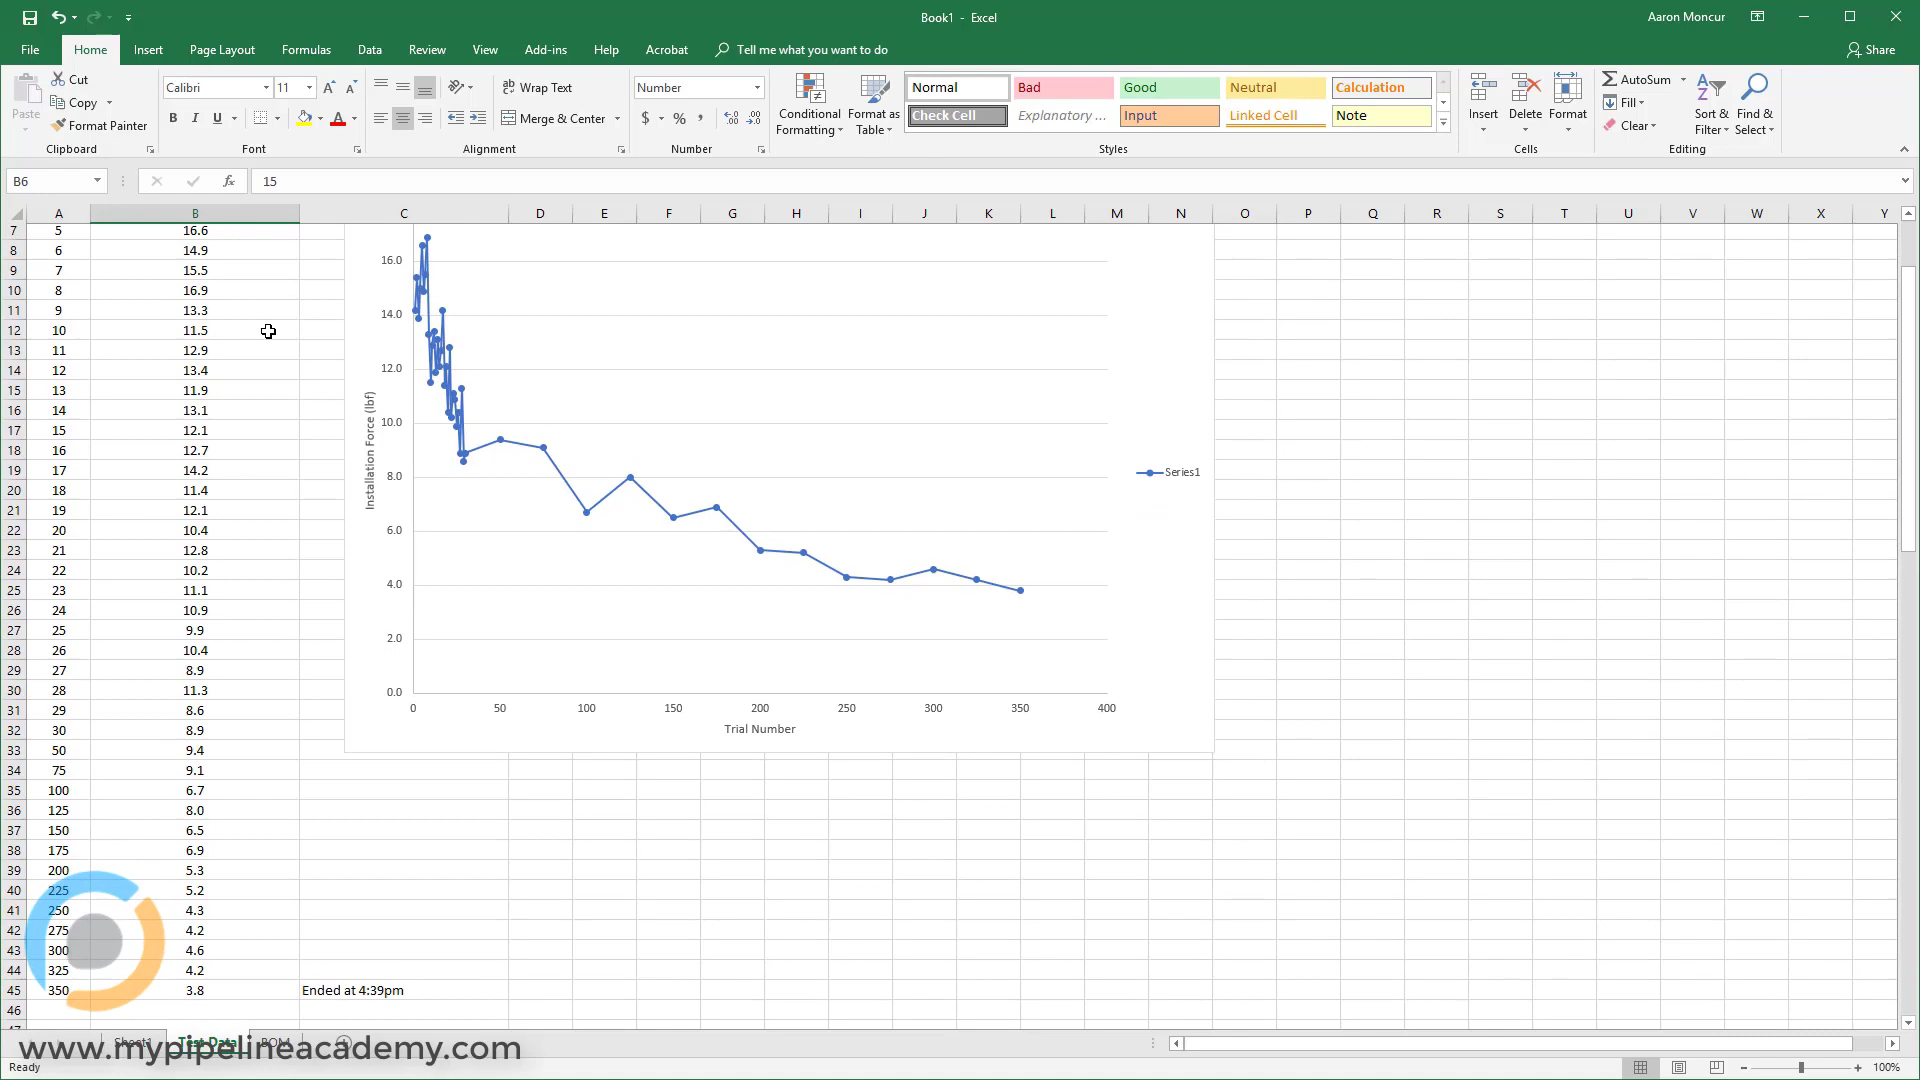 Book1 - Excel
Aaron Moncur
File Home Insert Page Layout Formulas Data Review View Add-ins Help Acrobat Tell me what you want to do Share
Paste
Cut
Copy
Format Painter
Clipboard
Calibri 11
B I U
Font
Wrap Text
Merge & Center
Alignment
Number
$ % ,
Number
Conditional Formatting
Format as Table
Normal Bad Good Neutral Calculation
Check Cell Explanatory ... Input Linked Cell Note
Styles
Insert Delete Format
Cells
AutoSum
Fill
Clear
Sort & Filter
Find & Select
Editing
B6 fx 15
A B C D E F G H I J K L M N O P Q R S T U V W X Y
7 5 16.6
8 6 14.9
9 7 15.5
10 8 16.9
11 9 13.3
12 10 11.5
13 11 12.9
14 12 13.4
15 13 11.9
16 14 13.1
17 15 12.1
18 16 12.7
19 17 14.2
20 18 11.4
21 19 12.1
22 20 10.4
23 21 12.8
24 22 10.2
25 23 11.1
26 24 10.9
27 25 9.9
28 26 10.4
29 27 8.9
30 28 11.3
31 29 8.6
32 30 8.9
33 50 9.4
34 75 9.1
35 100 6.7
36 125 8.0
37 150 6.5
38 175 6.9
39 200 5.3
40 225 5.2
41 250 4.3
42 275 4.2
43 300 4.6
44 325 4.2
45 350 3.8 Ended at 4:39pm
46
16.0
14.0
12.0
10.0
8.0
6.0
4.0
2.0
0.0
Installation Force (lbf)
0 50 100 150 200 250 300 350 400
Trial Number
Series1
Sheet1 Test Data BOM
www.mypipelineacademy.com
Ready
100%